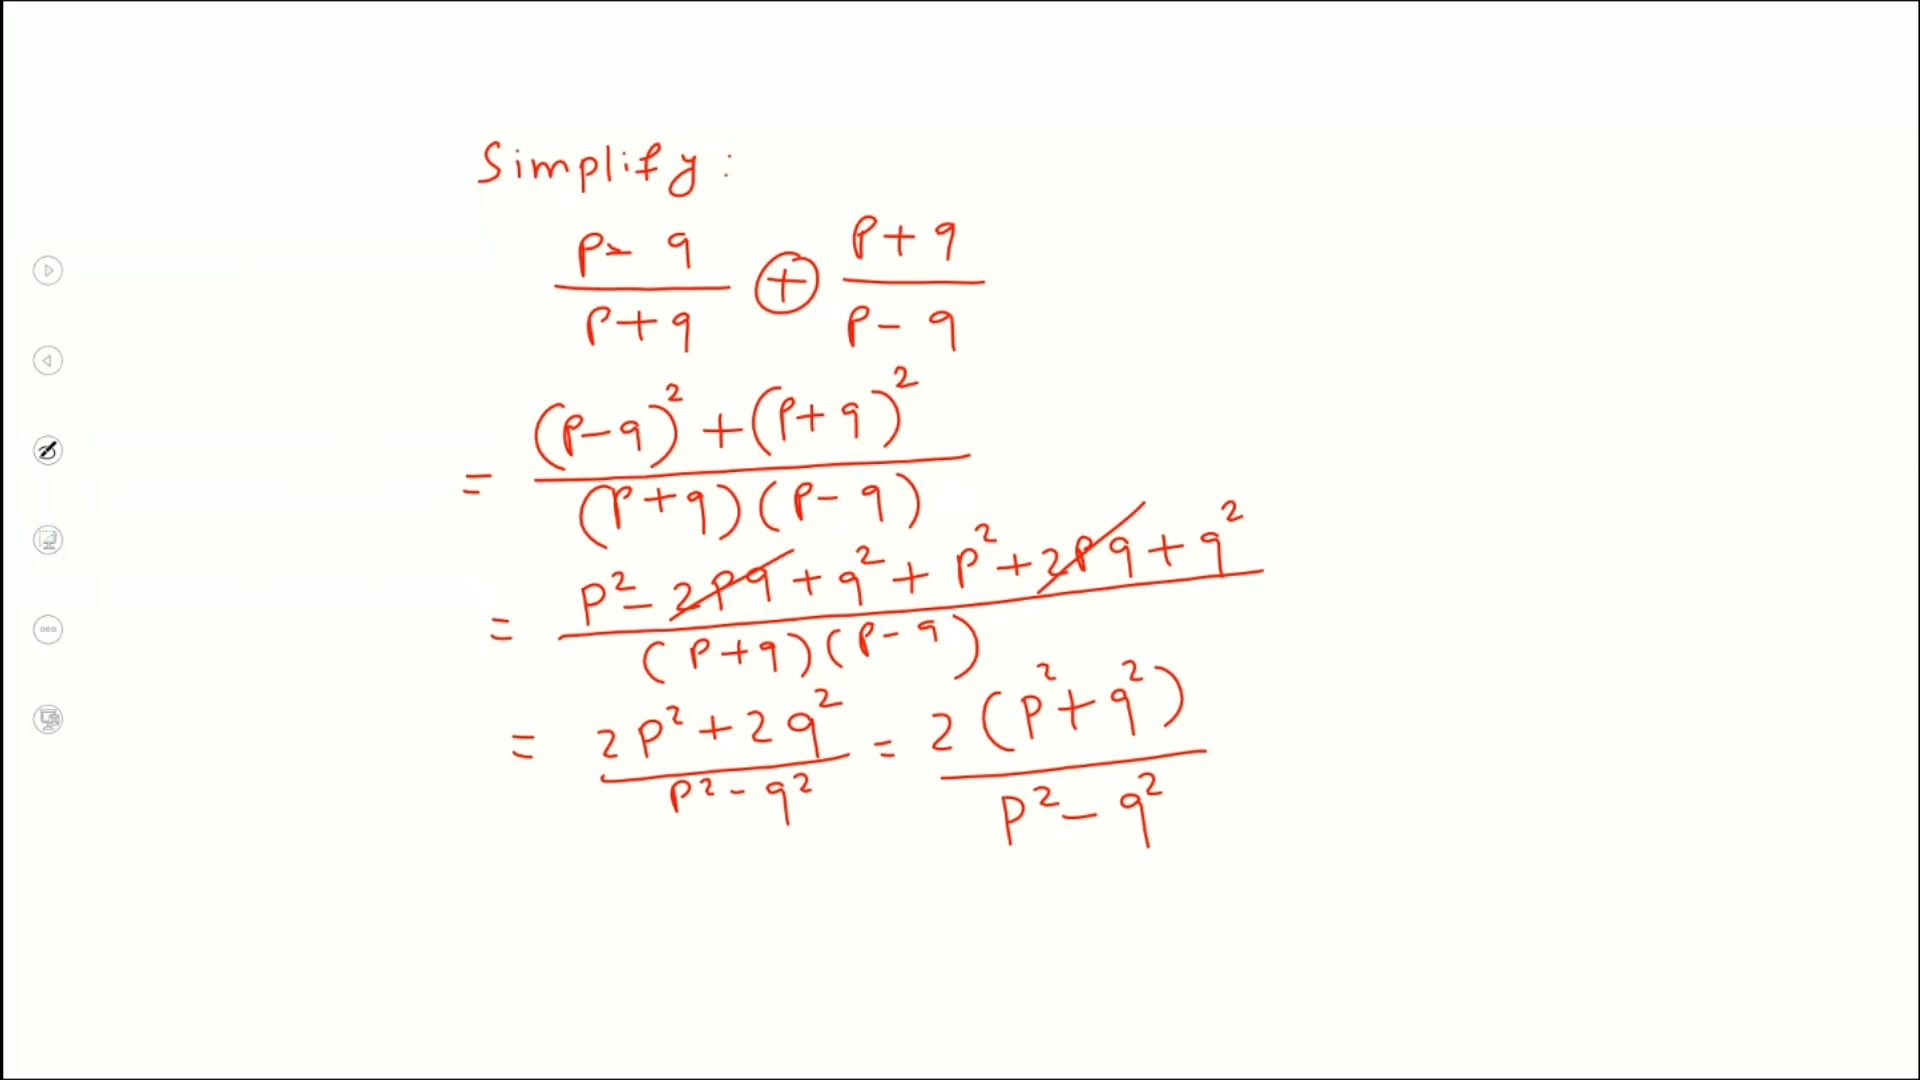 Simplify:
(p - q)/(p + q) + (p + q)/(p - q)
= ((p - q)² + (p + q)²)/((p + q)(p - q))
= (p² - 2pq + q² + p² + 2pq + q²)/((p + q)(p - q))
= (2p² + 2q²)/(p² - q²) = 2(p² + q²)/(p² - q²)